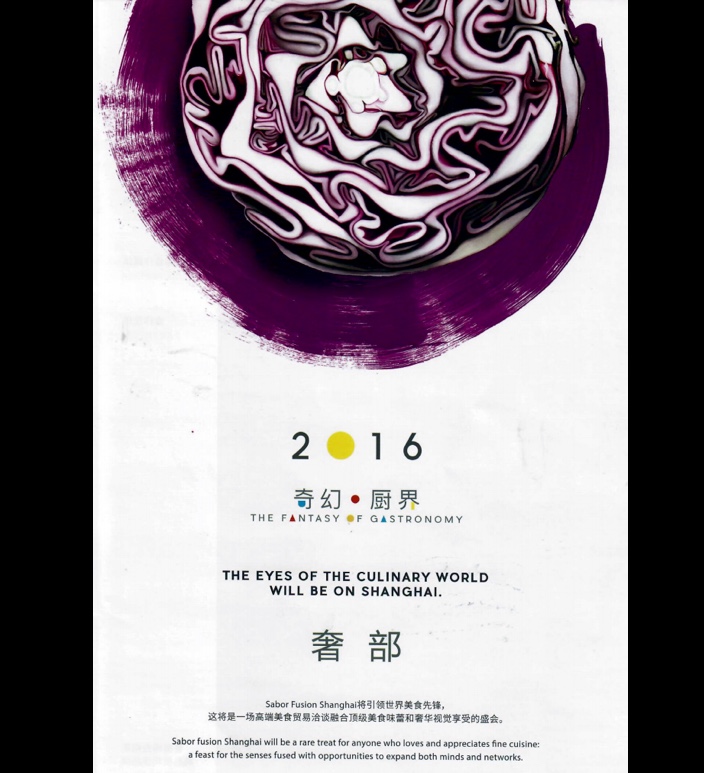 2016
奇幻•厨界
THE FANTASY OF GASTRONOMY
THE EYES OF THE CULINARY WORLD
WILL BE ON SHANGHAI.
奢 部
Sabor Fusion Shanghai将引领世界美食先锋，
这将是一场高端美食贸易洽谈融合顶级美食味蕾和奢华视觉享受的盛会。
Sabor fusion Shanghai will be a rare treat for anyone who loves and appreciates fine cuisine:
a feast for the senses fused with opportunities to expand both minds and networks.